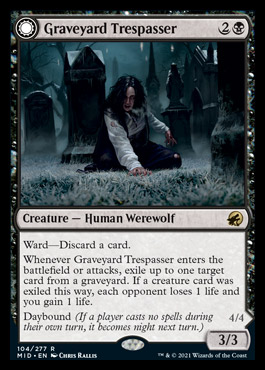 Graveyard Trespasser 2
Creature — Human Werewolf
Ward—Discard a card.
Whenever Graveyard Trespasser enters the
battlefield or attacks, exile up to one target
card from a graveyard. If a creature card was
exiled this way, each opponent loses 1 life and
you gain 1 life.
Daybound (If a player casts no spells during
their own turn, it becomes night next turn.)
4/4
3/3
104/277 R
MID • EN Chris Rallis
™ & © 2021 Wizards of the Coast